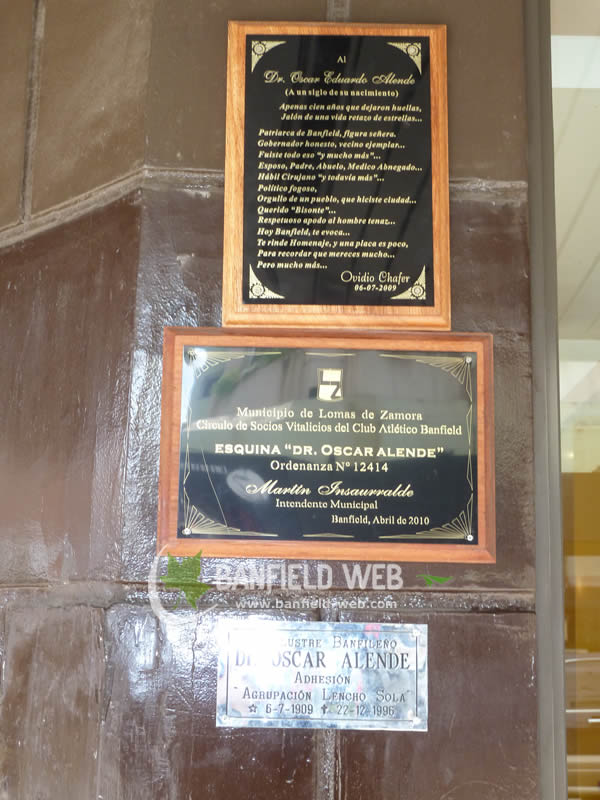 Al
Dr. Oscar Eduardo Alende
(A un siglo de su nacimiento)
Apenas cien años que dejaron huellas,
Jalón de una vida retazo de estrellas...
Patriarca de Banfield, figura señera.
Gobernador honesto, vecino ejemplar...
Fuiste todo eso "y mucho más"...
Esposo, Padre, Abuelo, Medico Abnegado...
Hábil Cirujano "y todavía más"...
Político fogoso,
Orgullo de un pueblo, que hiciste ciudad...
Querido "Bisonte"...
Respetuoso apodo al hombre tenaz...
Hoy Banfield, te evoca...
Te rinde Homenaje, y una placa es poco,
Para recordar que mereces mucho...
Pero mucho más...
Ovidio Chafer
06-07-2009
Z
Municipio de Lomas de Zamora
Círculo de Socios Vitalicios del Club Atlético Banfield
ESQUINA "DR. OSCAR ALENDE"
Ordenanza Nº 12414
Martín Insaurralde
Intendente Municipal
Banfield, Abril de 2010
BANFIELD WEB
www.banfield-web.com
LUSTRE BANFILEÑO
DR. OSCAR ALENDE
ADHESIÓN
"AGRUPACIÓN LENCHO SOLA"
6-7-1909 22-12-1996